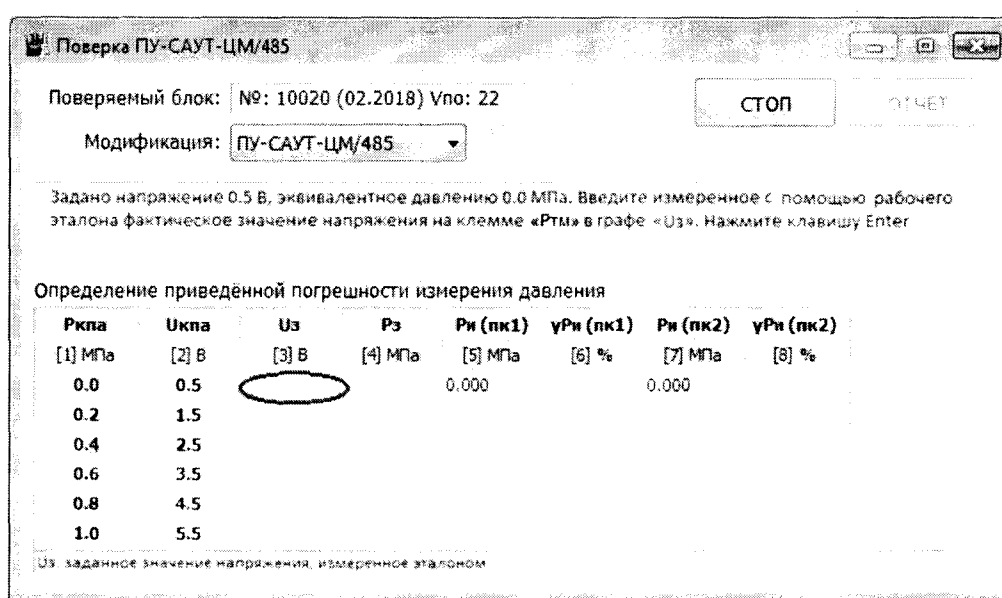 Поверка ПУ-САУТ-ЦМ/485
Поверяемый блок: №: 10020 (02.2018) Vпо: 22
СТОП
ОТЧЕТ
Модификация: ПУ-САУТ-ЦМ/485
Задано напряжение 0.5 В, эквивалентное давлению 0.0 МПа. Введите измеренное с помощью рабочего
эталона фактическое значение напряжения на клемме «Ртм» в графе «Uз». Нажмите клавишу Enter
Определение приведённой погрешности измерения давления
Ркпа Uкпа Uз Рз Ри (пк1) γРи (пк1) Ри (пк2) γРи (пк2)
[1] МПа [2] В [3] В [4] МПа [5] МПа [6] % [7] МПа [8] %
0.0 0.5 0.000 0.000
0.2 1.5
0.4 2.5
0.6 3.5
0.8 4.5
1.0 5.5
Uз. заданное значение напряжения, измеренное эталоном